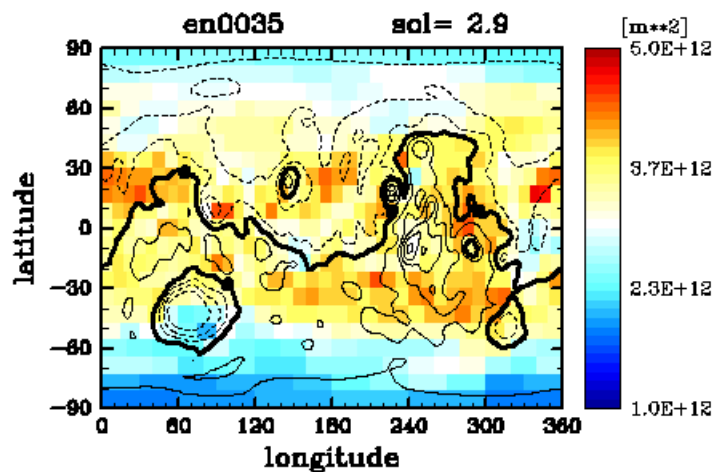 en0035 sol= 2.9 [m**2]
90
60
30
0
−30
−60
−90
latitude
0 60 120 180 240 300 360
longitude
5.0E+12
3.7E+12
2.3E+12
1.0E+12